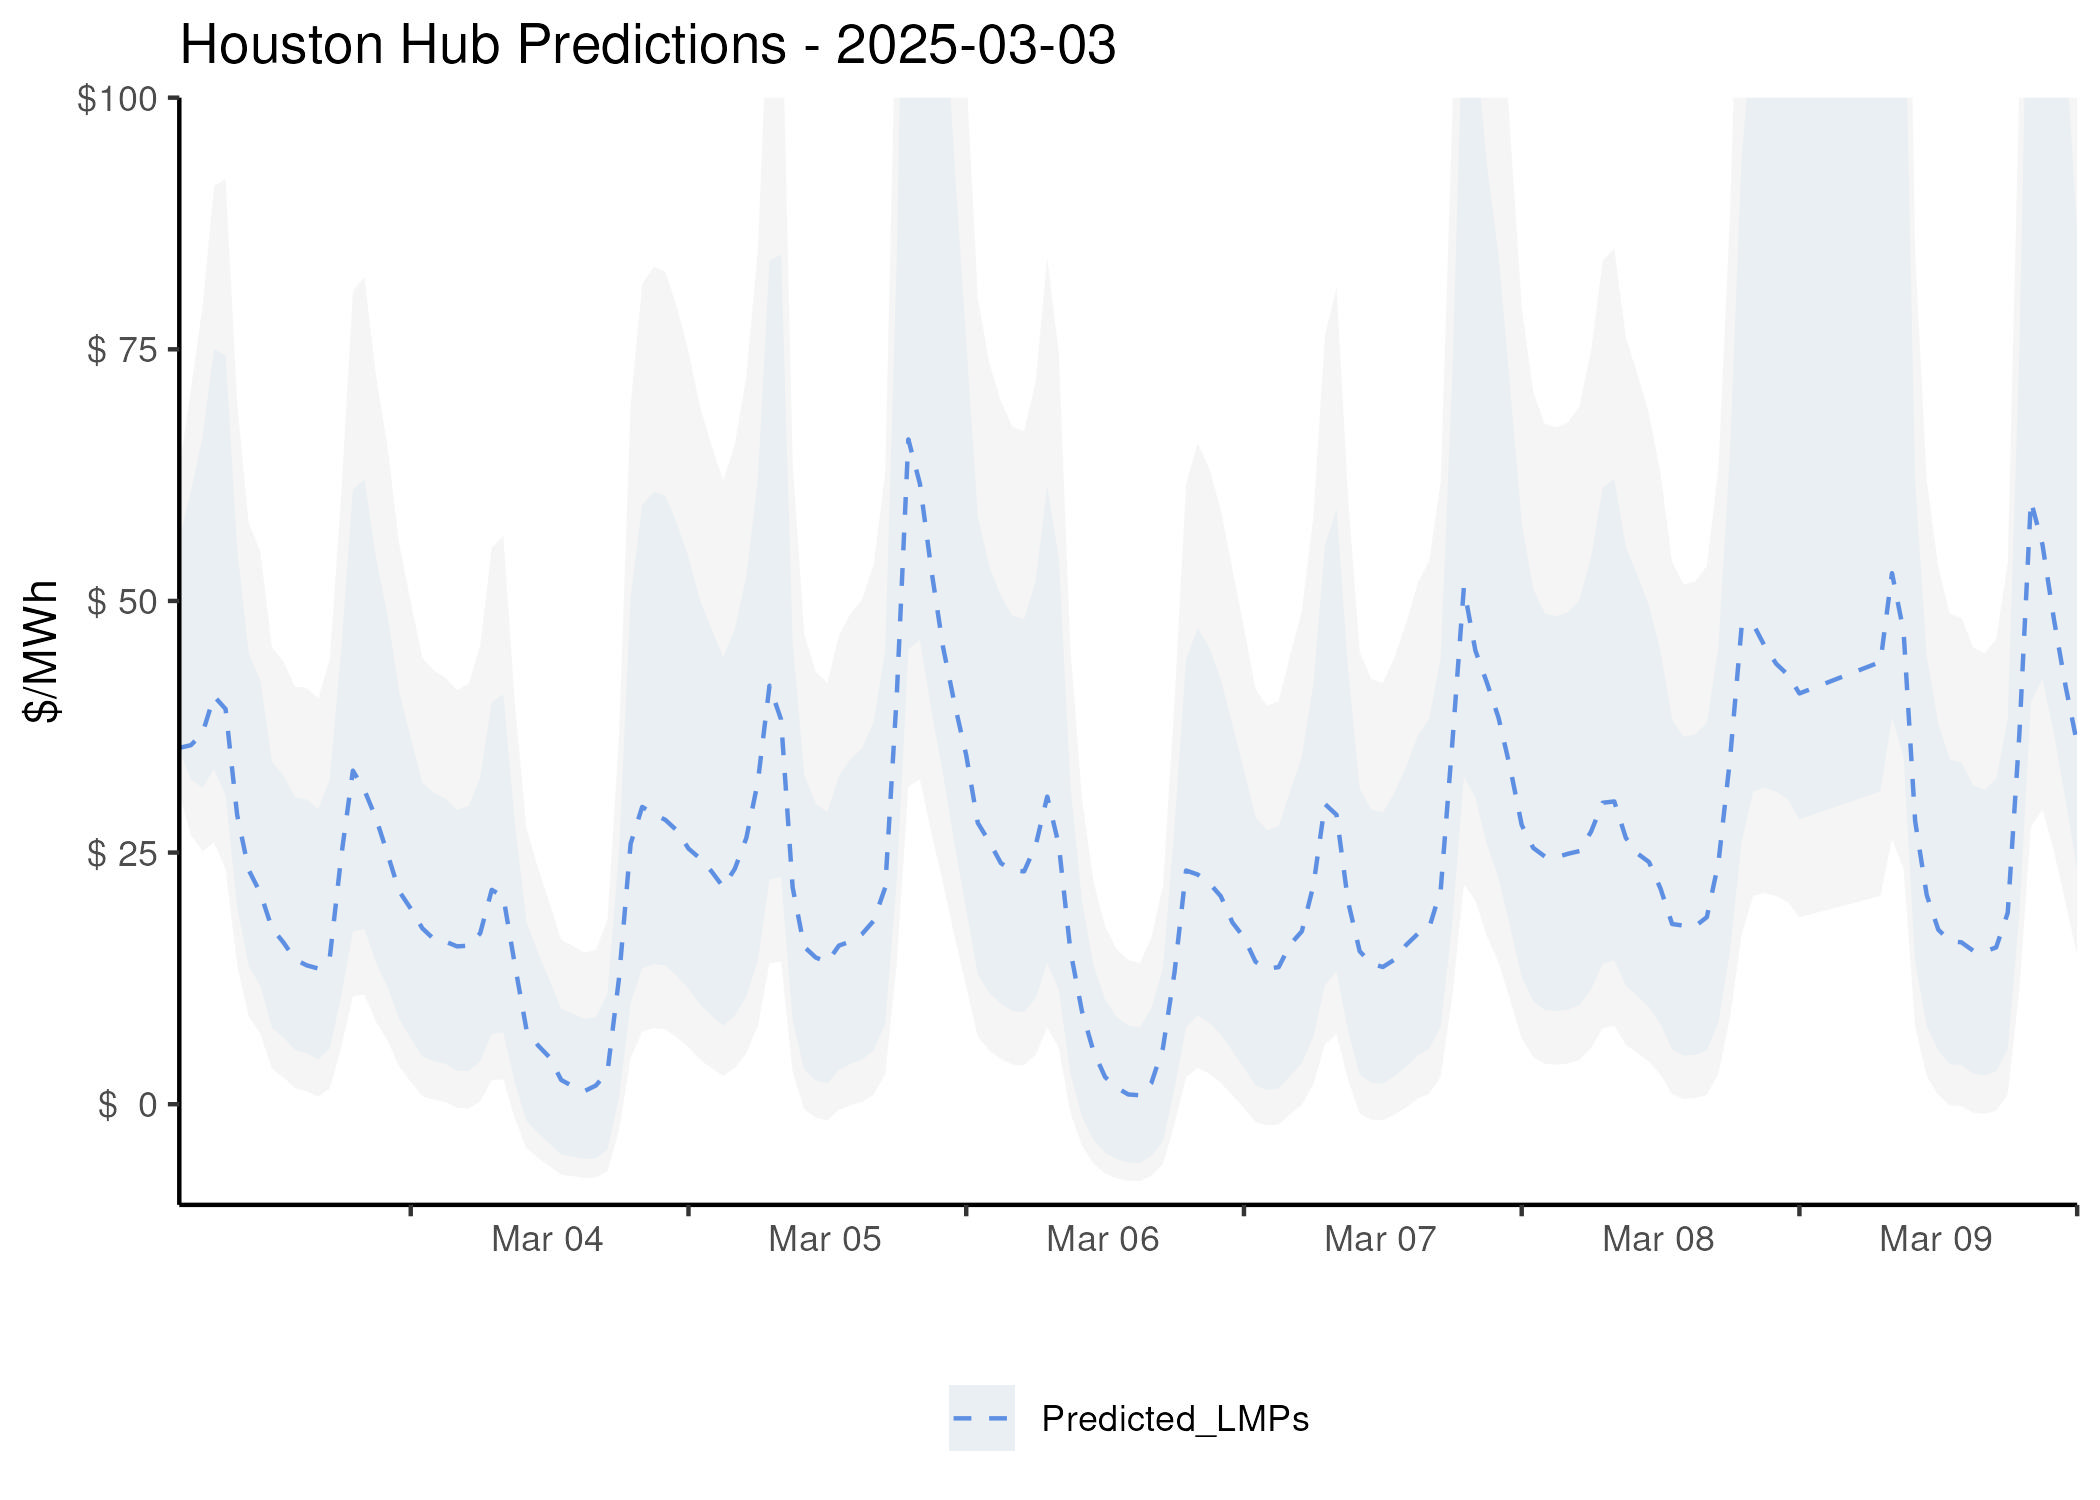 Houston Hub Predictions - 2025-03-03
$100
$ 75
$ 50
$ 25
$  0
$/MWh
Mar 04 Mar 05 Mar 06 Mar 07 Mar 08 Mar 09
Predicted_LMPs